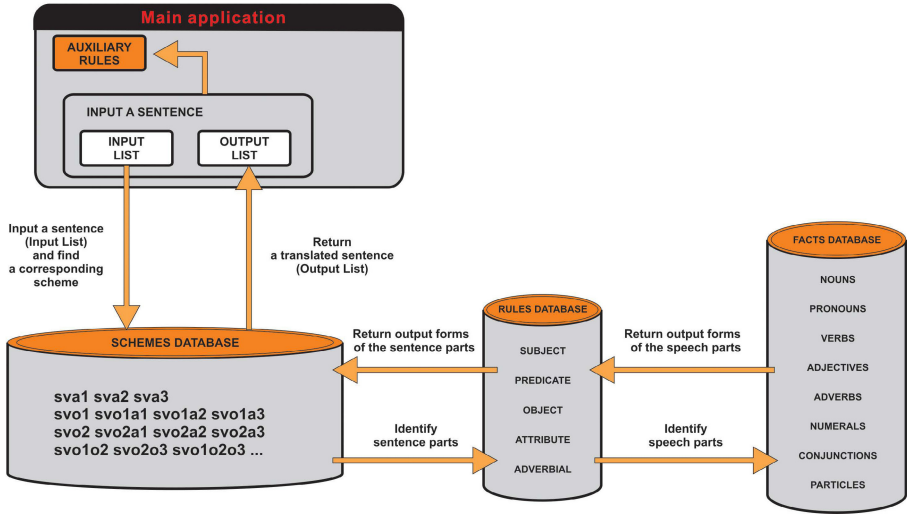 Main application
AUXILIARY
RULES
INPUT A SENTENCE
INPUT
LIST
OUTPUT
LIST
Input a sentence
(Input List)
and find
a corresponding
scheme
Return
a translated sentence
(Output List)
SCHEMES DATABASE
sva1 sva2 sva3
svo1 svo1a1 svo1a2 svo1a3
svo2 svo2a1 svo2a2 svo2a3
svo1o2 svo2o3 svo1o2o3 ...
Return output forms
of the sentence parts
Identify
sentence parts
RULES DATABASE
SUBJECT
PREDICATE
OBJECT
ATTRIBUTE
ADVERBIAL
Return output forms
of the speech parts
Identify
speech parts
FACTS DATABASE
NOUNS
PRONOUNS
VERBS
ADJECTIVES
ADVERBS
NUMERALS
CONJUNCTIONS
PARTICLES